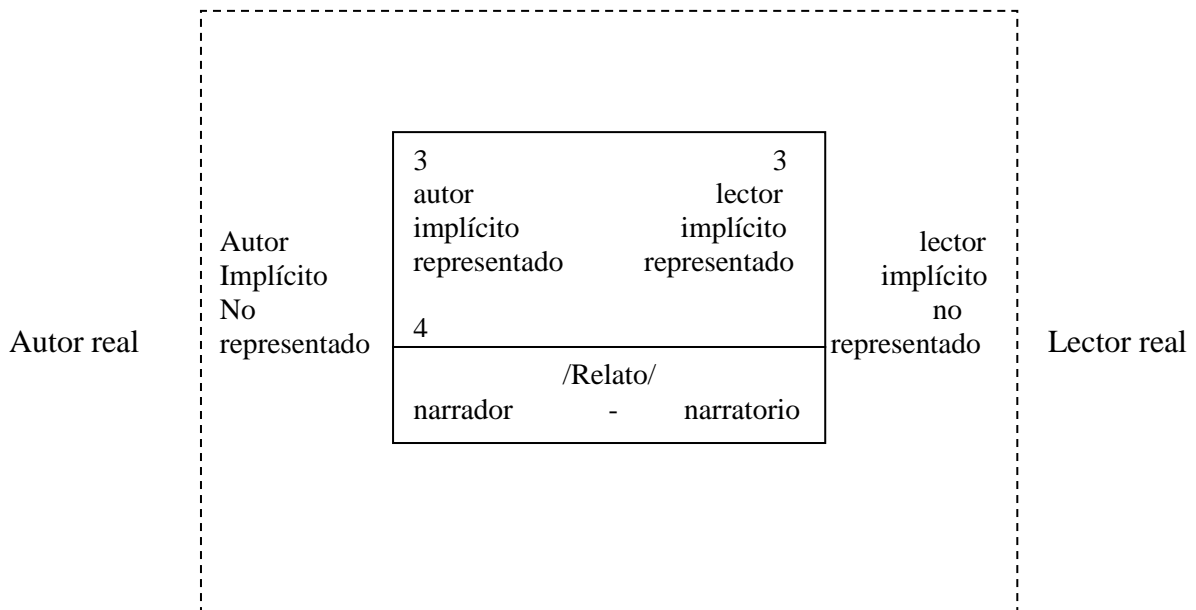 Autor real
Autor
Implícito
No
representado
3
autor
implícito
representado
4
3
lector
implícito
representado
/Relato/
narrador - narratorio
lector
implícito
no
representado
Lector real